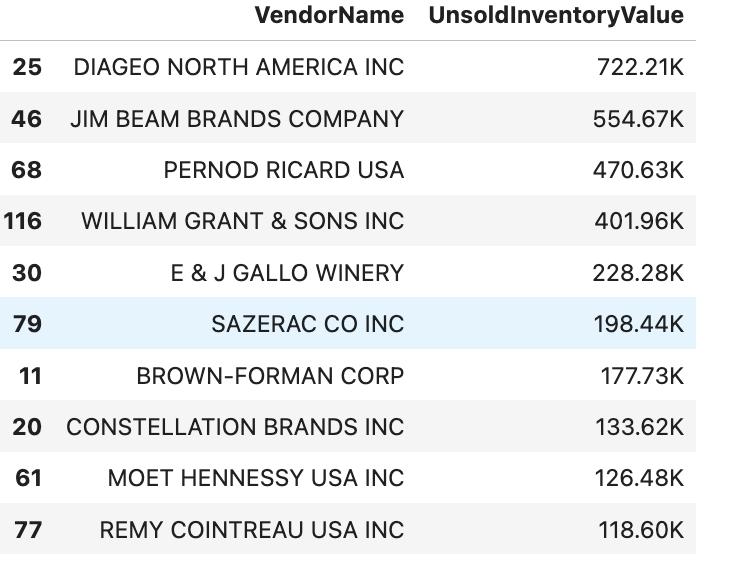 VendorName UnsoldInventoryValue
25 DIAGEO NORTH AMERICA INC 722.21K
46 JIM BEAM BRANDS COMPANY 554.67K
68 PERNOD RICARD USA 470.63K
116 WILLIAM GRANT & SONS INC 401.96K
30 E & J GALLO WINERY 228.28K
79 SAZERAC CO INC 198.44K
11 BROWN-FORMAN CORP 177.73K
20 CONSTELLATION BRANDS INC 133.62K
61 MOET HENNESSY USA INC 126.48K
77 REMY COINTREAU USA INC 118.60K